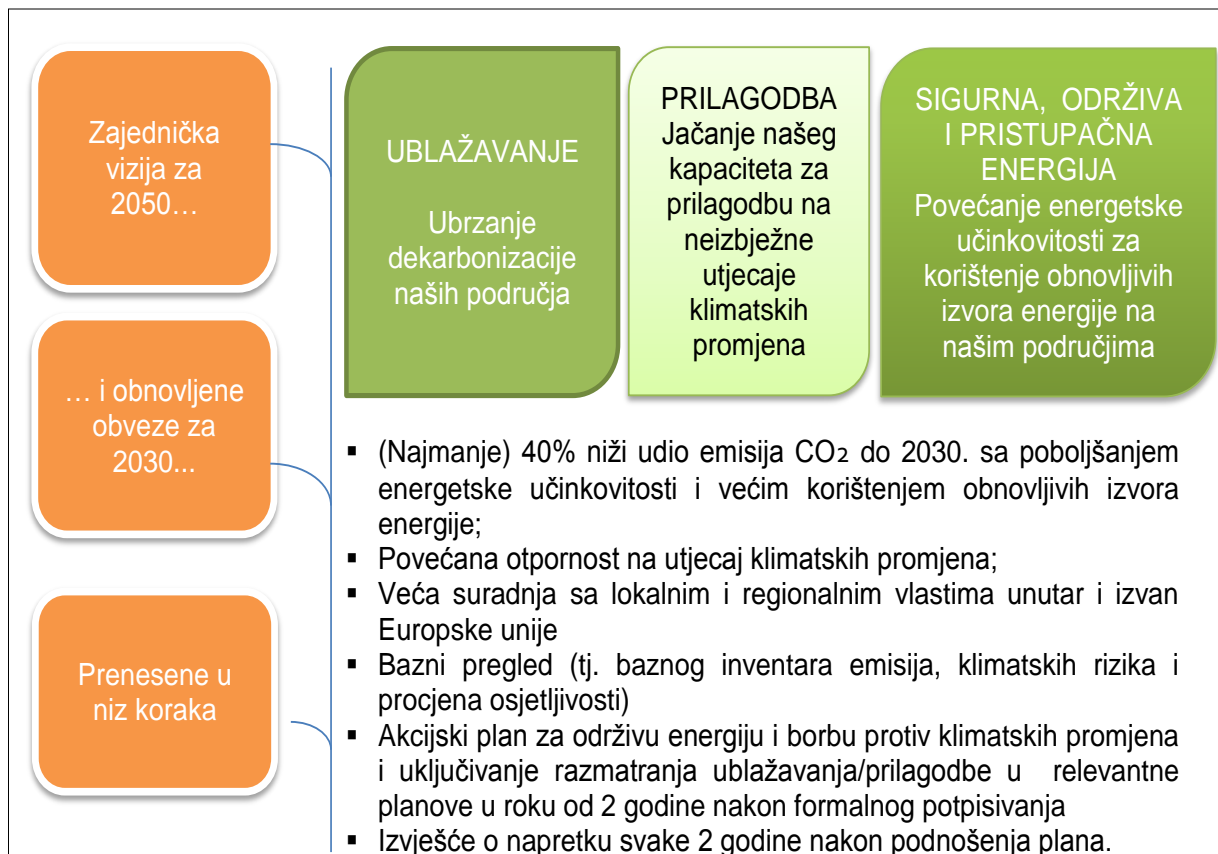 Zajednička
vizija za
2050…
UBLAŽAVANJE
Ubrzanje
dekarbonizacije
naših područja
PRILAGODBA
Jačanje našeg
kapaciteta za
prilagodbu na
neizbježne
utjecaje
klimatskih
promjena
SIGURNA, ODRŽIVA
I PRISTUPAČNA
ENERGIJA
Povećanje energetske
učinkovitosti za
korištenje obnovljivih
izvora energije na
našim područjima
… i obnovljene
obveze za
2030...
▪ (Najmanje) 40% niži udio emisija CO₂ do 2030. sa poboljšanjem
energetske učinkovitosti i većim korištenjem obnovljivih izvora
energije;
▪ Povećana otpornost na utjecaj klimatskih promjena;
▪ Veća suradnja sa lokalnim i regionalnim vlastima unutar i izvan
Europske unije
Prenesene u
niz koraka
▪ Bazni pregled (tj. baznog inventara emisija, klimatskih rizika i
procjena osjetljivosti)
▪ Akcijski plan za održivu energiju i borbu protiv klimatskih promjena
i uključivanje razmatranja ublažavanja/prilagodbe u relevantne
planove u roku od 2 godine nakon formalnog potpisivanja
▪ Izvješće o napretku svake 2 godine nakon podnošenja plana.